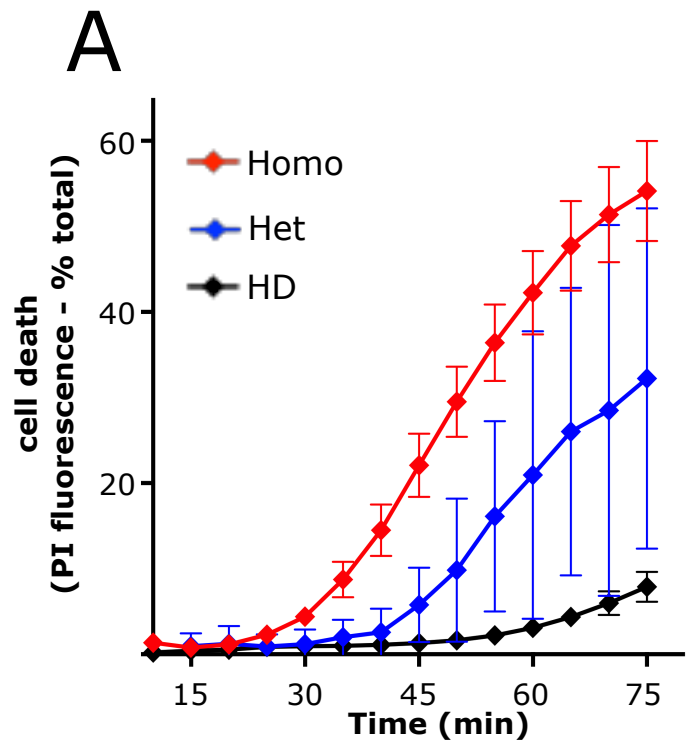 A
60
40
20
cell death
(PI fluorescence - % total)
Homo
Het
HD
15 30 45 60 75
Time (min)